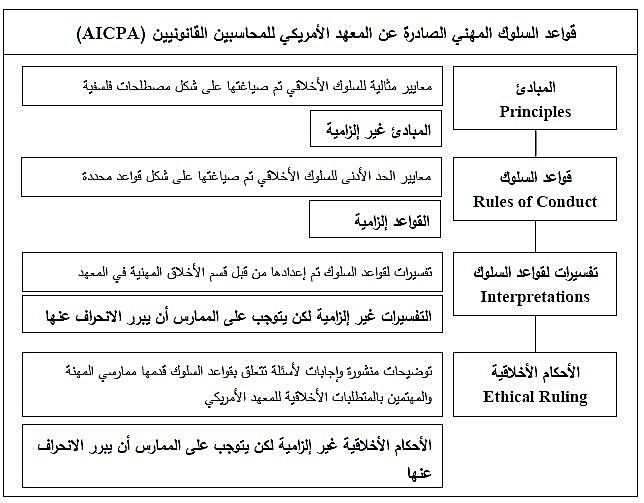 قواعد السلوك المهني الصادرة عن المعهد الأمريكي للمحاسبين القانونيين (AICPA)
المبادئ
Principles
معايير مثالية للسلوك الأخلاقي تم صياغتها على شكل مصطلحات فلسفية
المبادئ غير إلزامية
قواعد السلوك
Rules of Conduct
معايير الحد الأدنى للسلوك الأخلاقي تم صياغتها على شكل قواعد محددة
القواعد إلزامية
تفسيرات لقواعد السلوك
Interpretations
تفسيرات لقواعد السلوك تم إعدادها من قبل قسم الأخلاق المهنية في المعهد
التفسيرات غير إلزامية لكن يتوجب على الممارس أن يبرر الانحراف عنها
الأحكام الأخلاقية
Ethical Ruling
توضيحات منشورة وإجابات لأسئلة تتعلق بقواعد السلوك قدمها ممارسي المهنة
والمهتمين بالمتطلبات الأخلاقية للمعهد الأمريكي
الأحكام الأخلاقية غير إلزامية لكن يتوجب على الممارس أن يبرر الانحراف
عنها